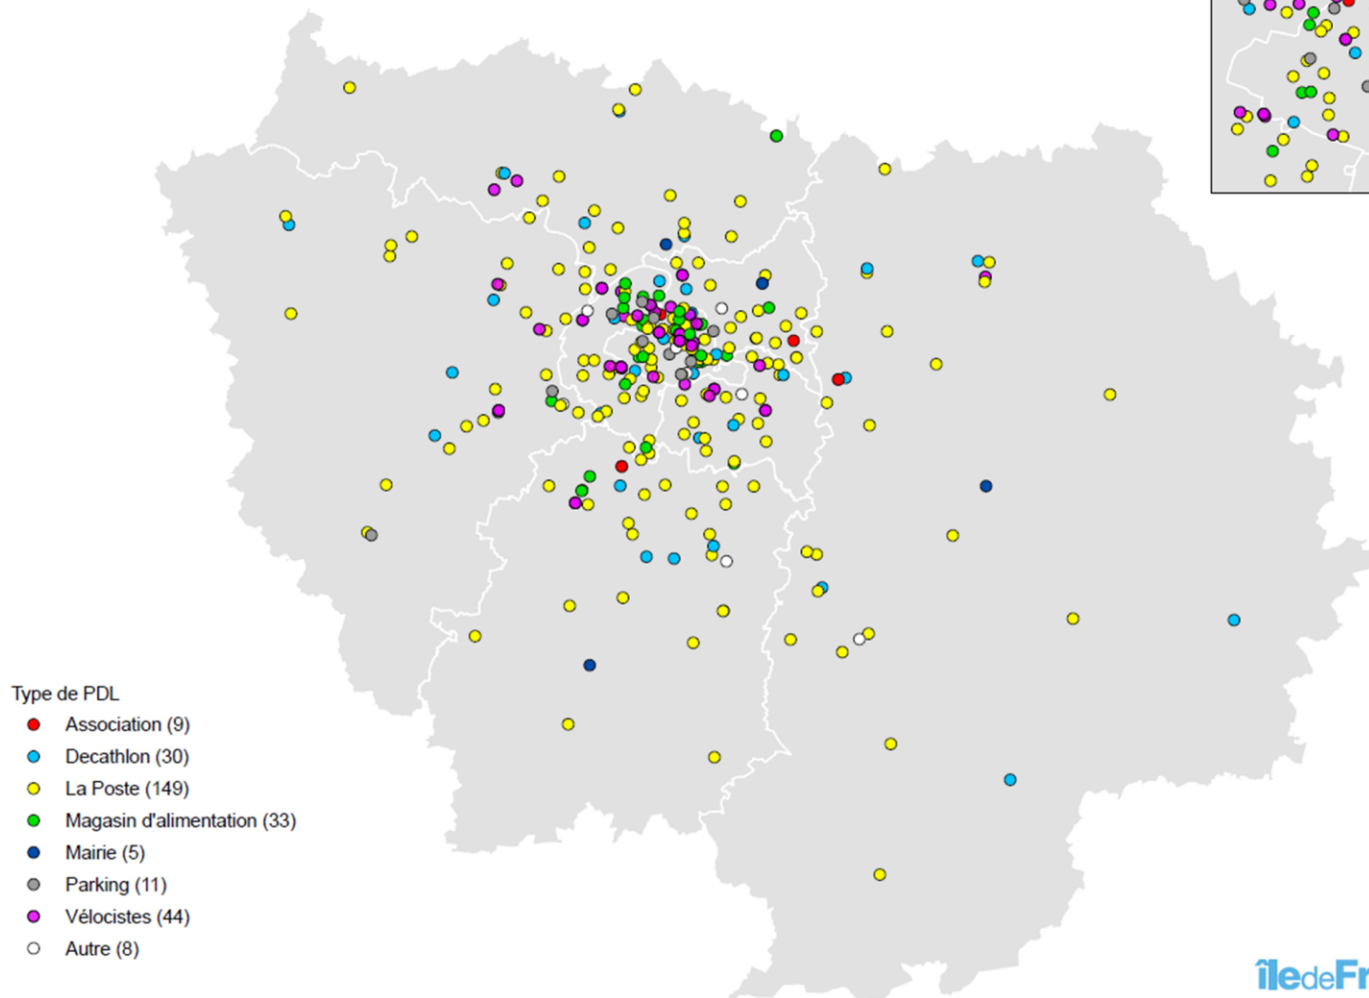 Type de PDL
Association (9)
Decathlon (30)
La Poste (149)
Magasin d'alimentation (33)
Mairie (5)
Parking (11)
Vélocistes (44)
Autre (8)
îledeFr